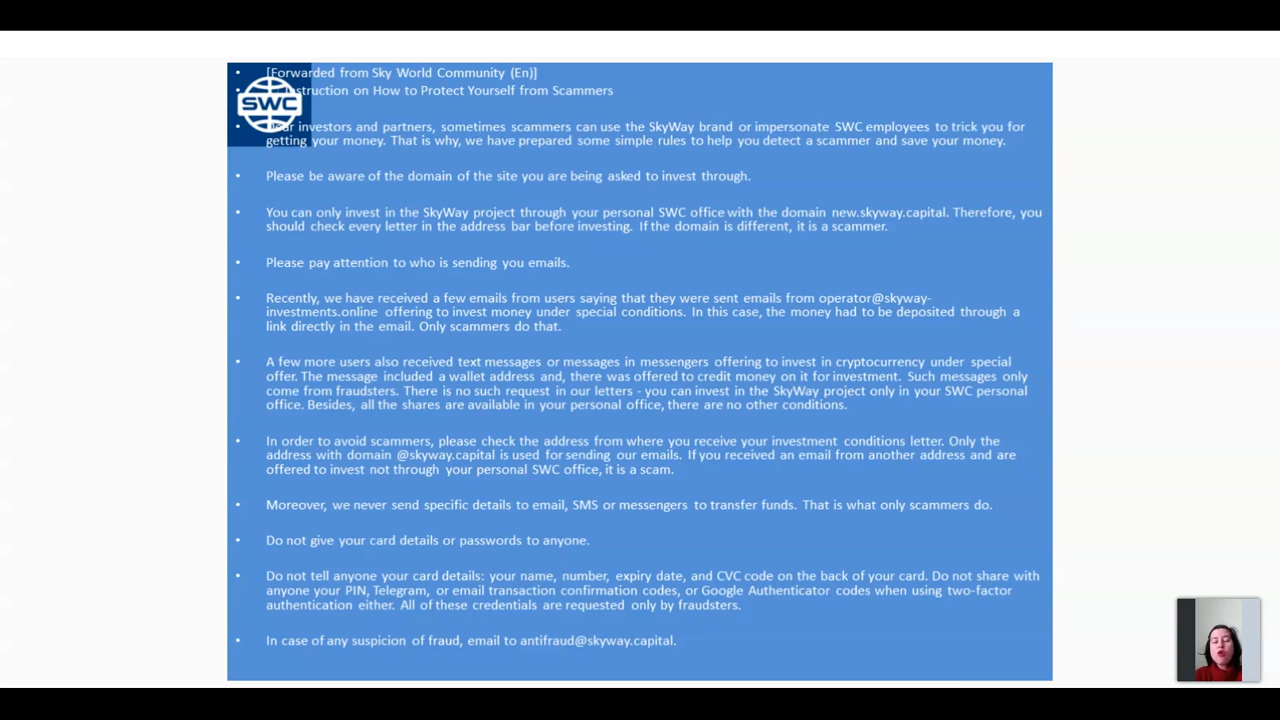 [Forwarded from Sky World Community (En)]
Instruction on How to Protect Yourself from Scammers
SWC
investors and partners, sometimes scammers can use the SkyWay brand or impersonate SWC employees to trick you for
getting your money. That is why, we have prepared some simple rules to help you detect a scammer and save your money.
Please be aware of the domain of the site you are being asked to invest through.
You can only invest in the SkyWay project through your personal SWC office with the domain new.skyway.capital. Therefore, you
should check every letter in the address bar before investing. If the domain is different, it is a scammer.
Please pay attention to who is sending you emails.
Recently, we have received a few emails from users saying that they were sent emails from operator@skyway-
investments.online offering to invest money under special conditions. In this case, the money had to be deposited through a
link directly in the email. Only scammers do that.
A few more users also received text messages or messages in messengers offering to invest in cryptocurrency under special
offer. The message included a wallet address and, there was offered to credit money on it for investment. Such messages only
come from fraudsters. There is no such request in our letters - you can invest in the SkyWay project only in your SWC personal
office. Besides, all the shares are available in your personal office, there are no other conditions.
In order to avoid scammers, please check the address from where you receive your investment conditions letter. Only the
address with domain @skyway.capital is used for sending our emails. If you received an email from another address and are
offered to invest not through your personal SWC office, it is a scam.
Moreover, we never send specific details to email, SMS or messengers to transfer funds. That is what only scammers do.
Do not give your card details or passwords to anyone.
Do not tell anyone your card details: your name, number, expiry date, and CVC code on the back of your card. Do not share with
anyone your PIN, Telegram, or email transaction confirmation codes, or Google Authenticator codes when using two-factor
authentication either. All of these credentials are requested only by fraudsters.
In case of any suspicion of fraud, email to antifraud@skyway.capital.